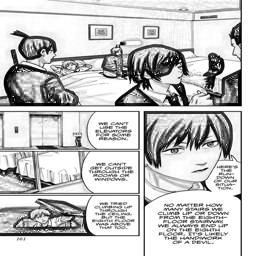 WE CAN'T
USE THE
ELEVATORS
FOR SOME
REASON.
WE CAN'T
GET OUTSIDE
THROUGH THE
ROOMS OR
WINDOWS.
WE TRIED
CLIMBING UP
THROUGH
THE CEILING,
BUT THE
EIGHTH FLOOR
WAS ABOVE
THAT TOO.
HERE'S
THE
RUN-
DOWN
OF OUR
SITUA-
TION.
NO MATTER HOW
MANY STAIRS WE
CLIMB UP OR DOWN
FROM THE EIGHTH-
FLOOR STAIRWAY,
WE ALWAYS END UP
ON THE EIGHTH
FLOOR. IT'S LIKELY
THE HANDIWORK
OF A DEVIL.